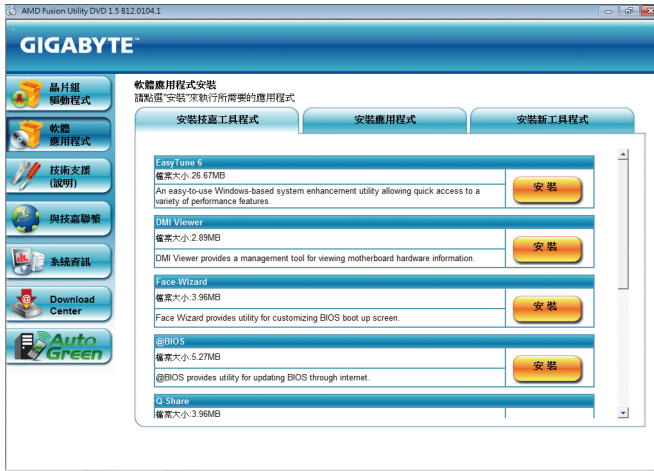 AMD Fusion Utility DVD 1.5 B12.0104.1
GIGABYTE™
晶片組
驅動程式
軟體
應用程式
技術支援
(說明)
與技嘉聯繫
系統資訊
Download
Center
Auto
Green
軟體應用程式安裝
請點選"安裝"來執行所需要的應用程式
安裝技嘉工具程式
安裝應用程式
安裝新工具程式
EasyTune 6
檔案大小:26.67MB
An easy-to-use Windows-based system enhancement utility allowing quick access to a
variety of performance features.
安裝
DMI Viewer
檔案大小:2.89MB
DMI Viewer provides a management tool for viewing motherboard hardware information.
安裝
Face-Wizard
檔案大小:3.96MB
Face Wizard provides utility for customizing BIOS boot up screen.
安裝
@BIOS
檔案大小:5.27MB
@BIOS provides utility for updating BIOS through internet.
安裝
Q-Share
檔案大小:3.96MB